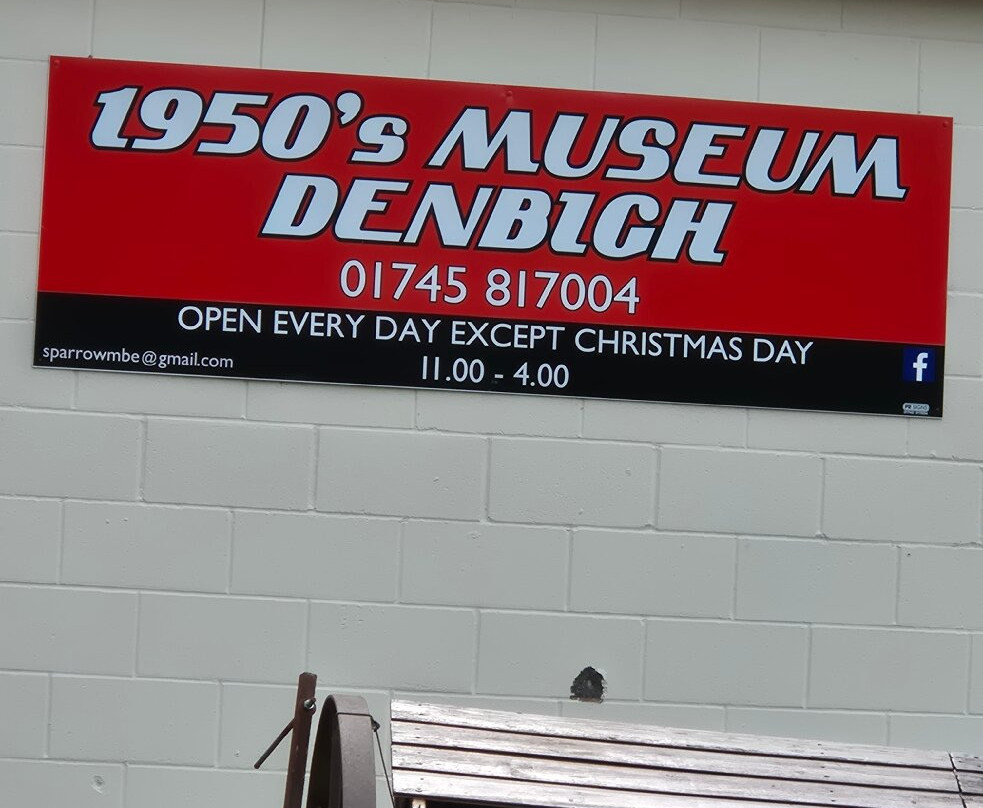 1950's MUSEUM
DENBIGH
01745 817004
OPEN EVERY DAY EXCEPT CHRISTMAS DAY
sparrowmbe@gmail.com
11.00 - 4.00
f